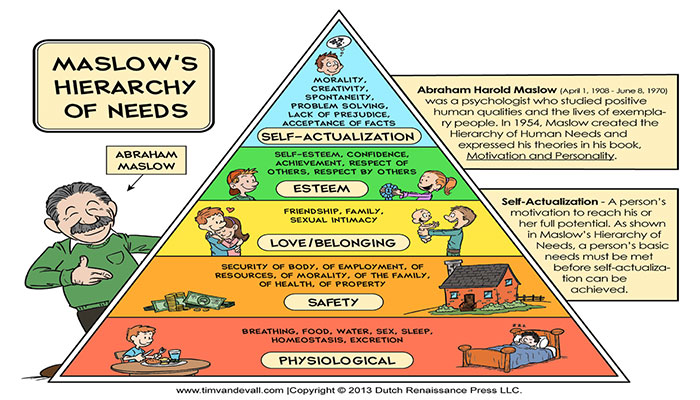 MASLOW'S
HIERARCHY
OF NEEDS
ABRAHAM
MASLOW
MORALITY,
CREATIVITY,
SPONTANEITY,
PROBLEM SOLVING,
LACK OF PREJUDICE,
ACCEPTANCE OF FACTS
SELF-ACTUALIZATION
SELF-ESTEEM, CONFIDENCE,
ACHIEVEMENT, RESPECT OF
OTHERS, RESPECT BY OTHERS
ESTEEM
FRIENDSHIP, FAMILY,
SEXUAL INTIMACY
LOVE/BELONGING
SECURITY OF BODY, OF EMPLOYMENT, OF
RESOURCES, OF MORALITY, OF THE FAMILY,
OF HEALTH, OF PROPERTY
SAFETY
BREATHING, FOOD, WATER, SEX, SLEEP,
HOMEOSTASIS, EXCRETION
PHYSIOLOGICAL
Abraham Harold Maslow (April 1, 1908 - June 8, 1970)
was a psychologist who studied positive
human qualities and the lives of exempla-
ry people. In 1954, Maslow created the
Hierarchy of Human Needs and
expressed his theories in his book,
Motivation and Personality.
Self-Actualization - A person's
motivation to reach his or
her full potential. As shown
in Maslow's Hierarchy of
Needs, a person's basic
needs must be met
before self-actualiza-
tion can be
achieved.
www.timvandevall.com |Copyright © 2013 Dutch Renaissance Press LLC.